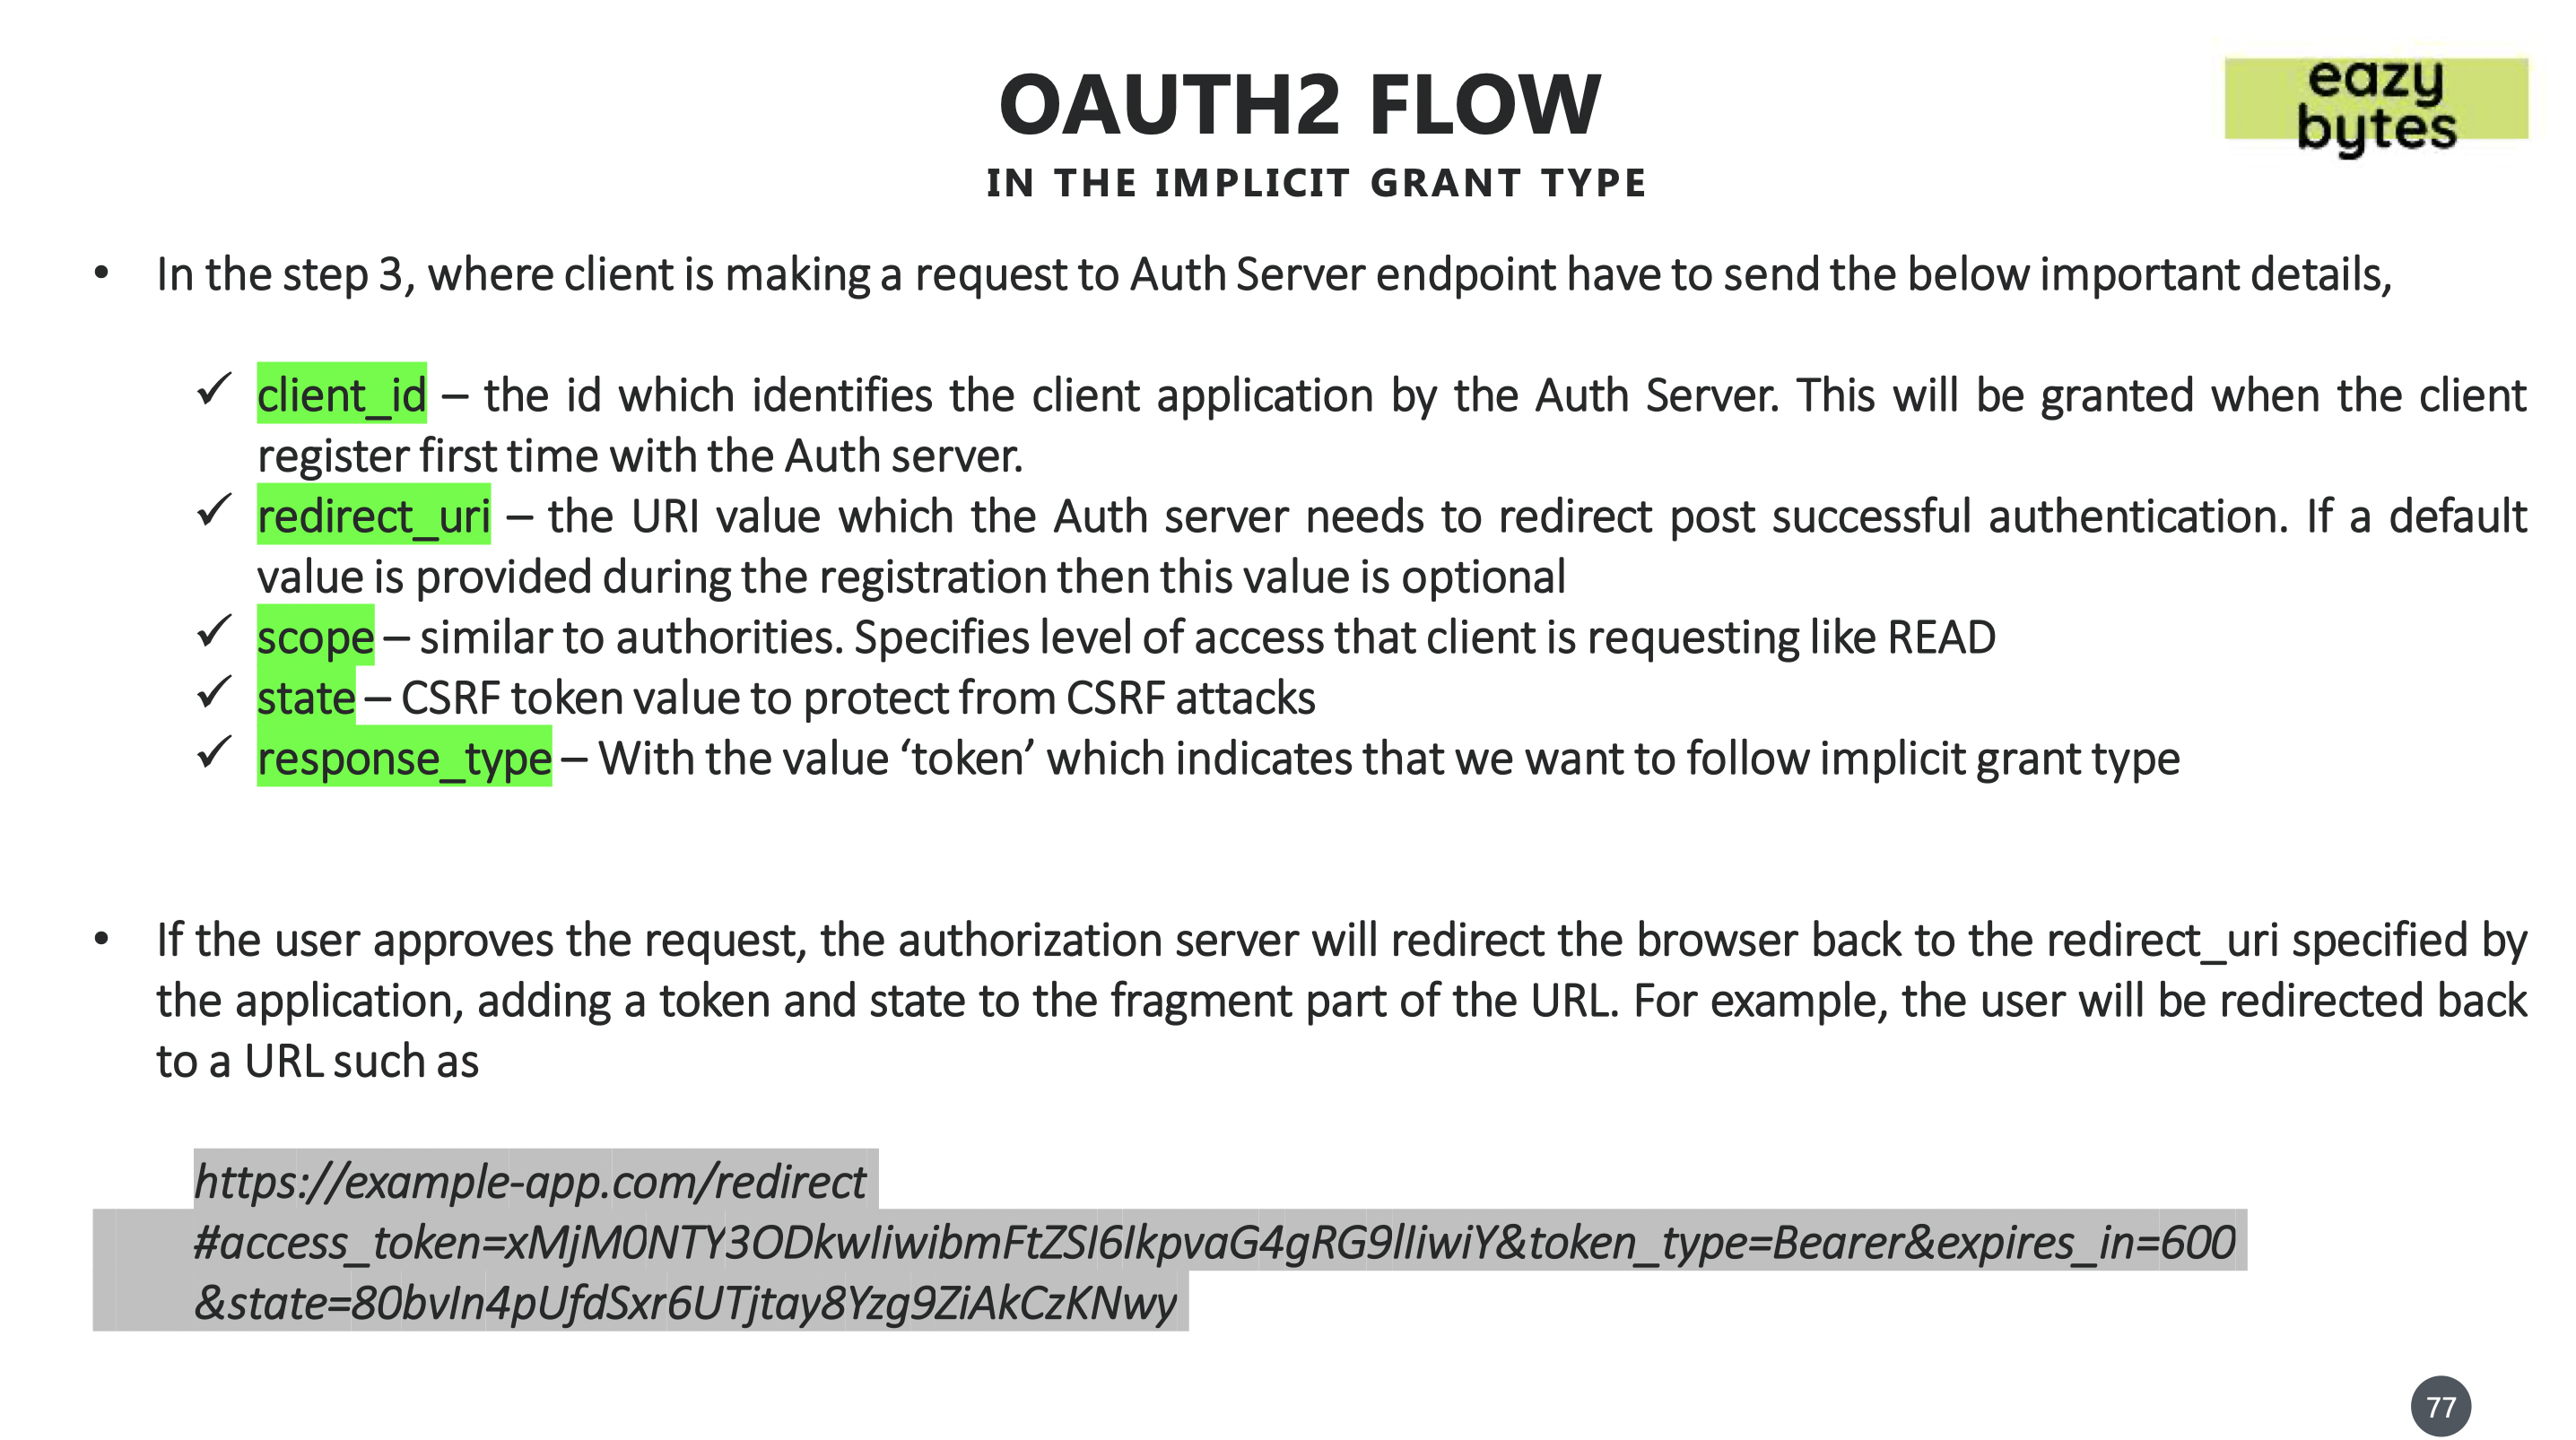 OAUTH2 FLOW
eazy
bytes
IN THE IMPLICIT GRANT TYPE
• In the step 3, where client is making a request to Auth Server endpoint have to send the below important details,
✓ client_id – the id which identifies the client application by the Auth Server. This will be granted when the client
register first time with the Auth server.
✓ redirect_uri – the URI value which the Auth server needs to redirect post successful authentication. If a default
value is provided during the registration then this value is optional
✓ scope – similar to authorities. Specifies level of access that client is requesting like READ
✓ state – CSRF token value to protect from CSRF attacks
✓ response_type – With the value ‘token’ which indicates that we want to follow implicit grant type
• If the user approves the request, the authorization server will redirect the browser back to the redirect_uri specified by
the application, adding a token and state to the fragment part of the URL. For example, the user will be redirected back
to a URL such as
https://example-app.com/redirect
#access_token=xMjM0NTY3ODkwIiwibmFtZSI6IkpvaG4gRG9lIiwiY&token_type=Bearer&expires_in=600
&state=80bvIn4pUfdSxr6UTjtay8Yzg9ZiAkCzKNwy
77